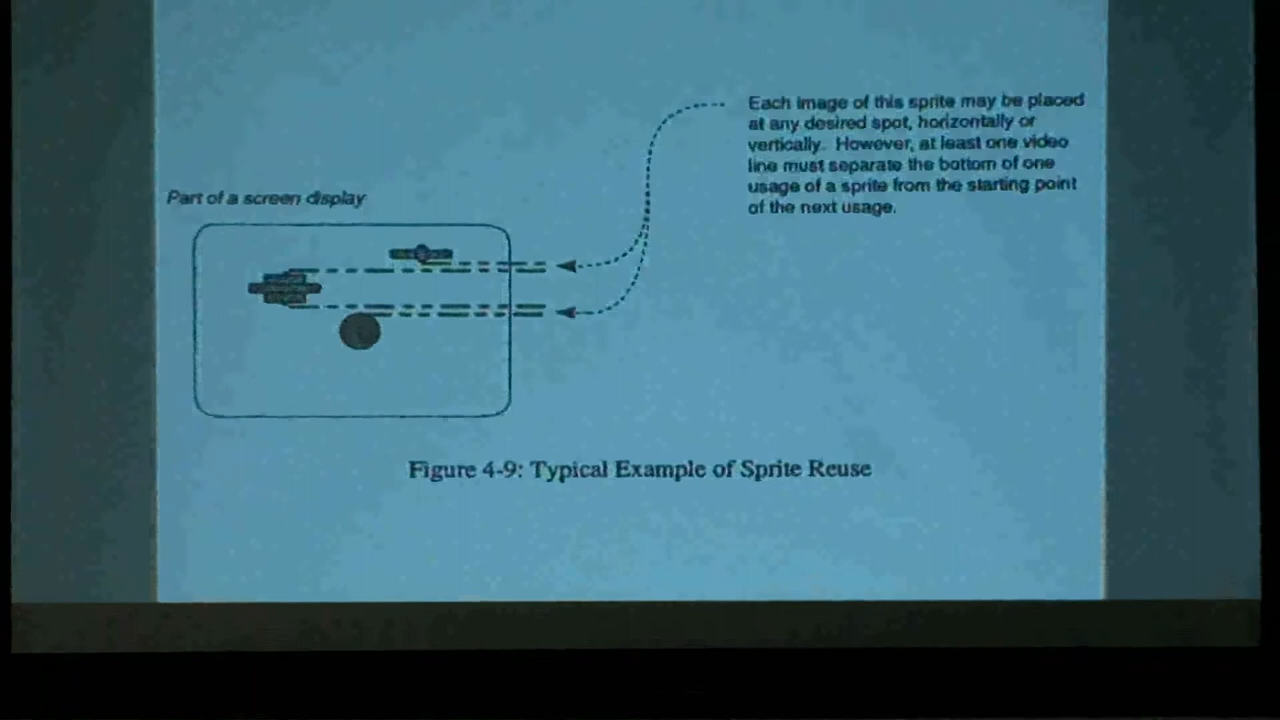 Each image of this sprite may be placed
at any desired spot, horizontally or
vertically. However, at least one video
line must separate the bottom of one
usage of a sprite from the starting point
of the next usage.
Part of a screen display
Figure 4-9: Typical Example of Sprite Reuse